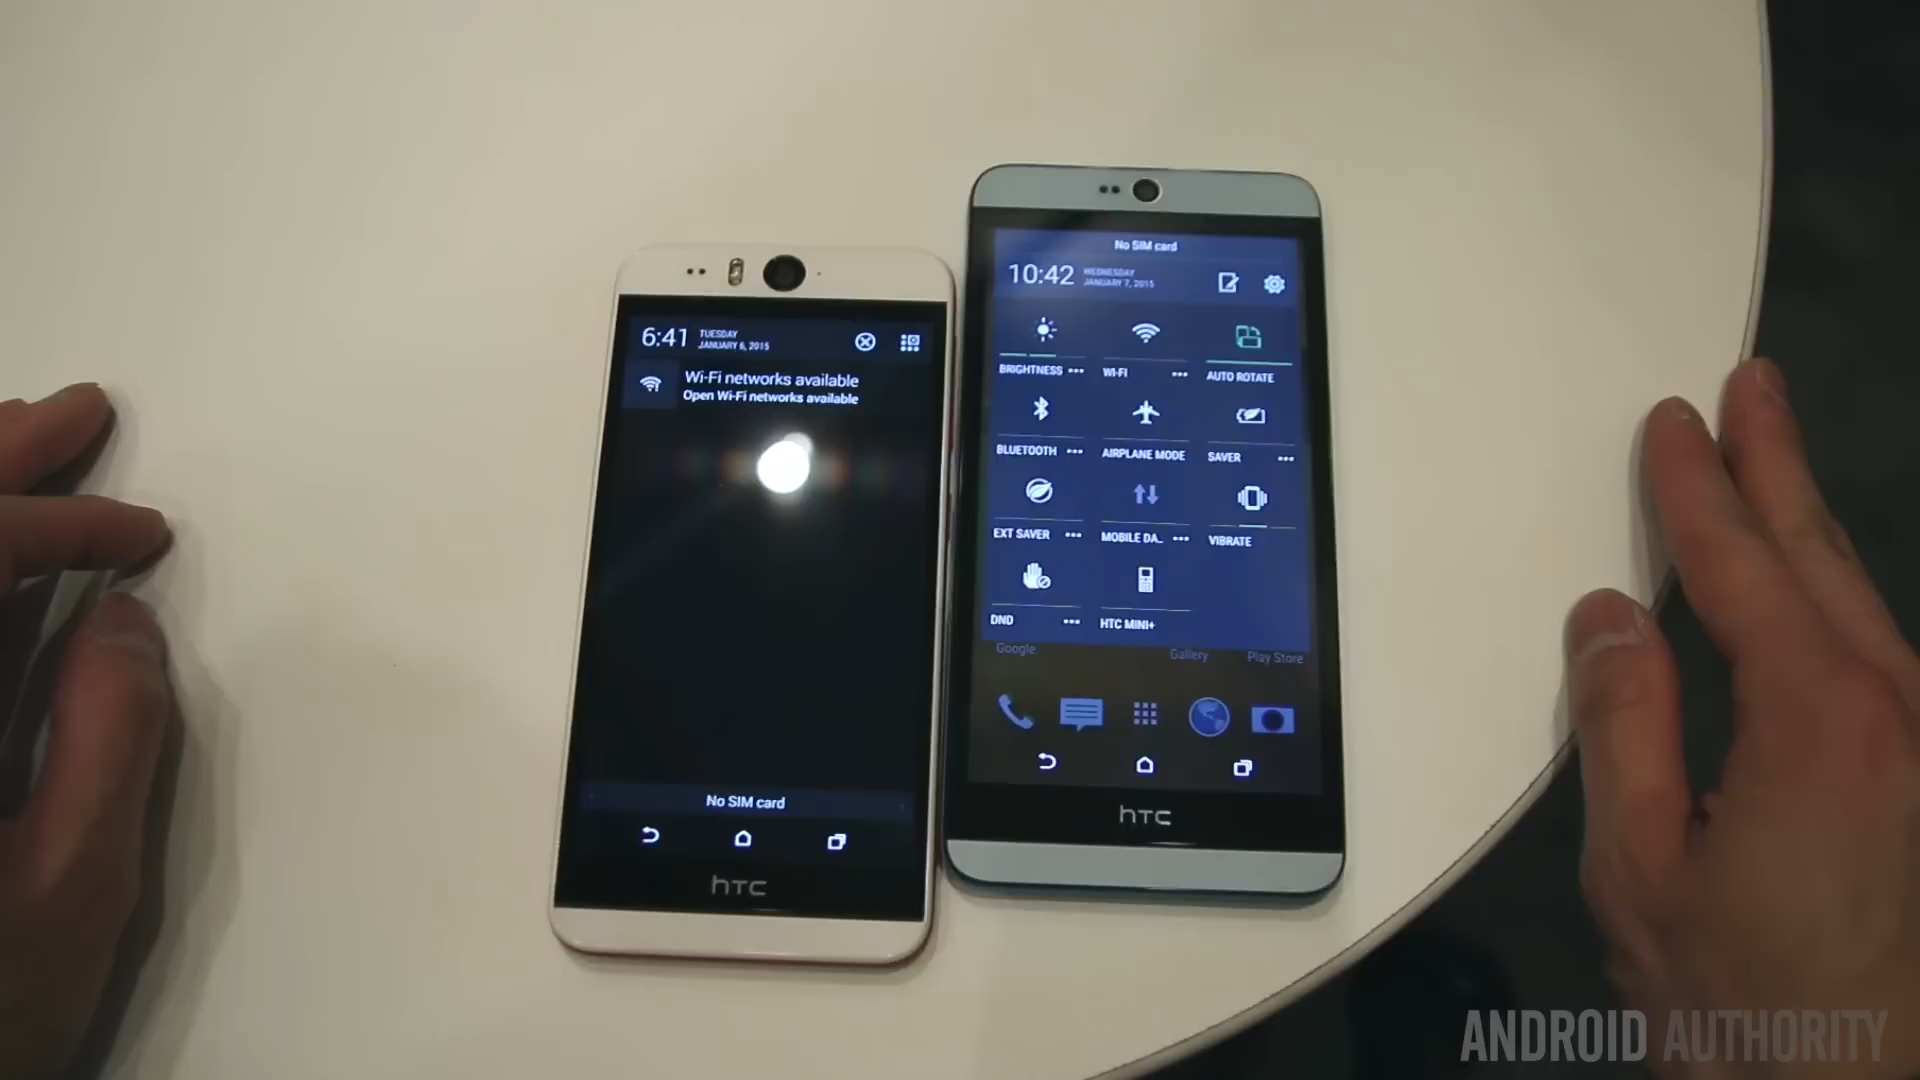 6:41
TUESDAY
JANUARY 6, 2015
Wi-Fi networks available
Open Wi-Fi networks available
No SIM card
hTC
No SIM card
10:42
WEDNESDAY
JANUARY 7, 2015
BRIGHTNESS •••
WI-FI •••
AUTO ROTATE
BLUETOOTH •••
AIRPLANE MODE
SAVER •••
EXT SAVER •••
MOBILE DA... •••
VIBRATE
DND •••
HTC MINI+
Google
Gallery
Play Store
hTC
ANDROID AUTHORITY